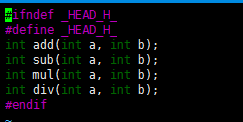 #ifndef _HEAD_H_
#define _HEAD_H_
int add(int a, int b);
int sub(int a, int b);
int mul(int a, int b);
int div(int a, int b);
#endif
~